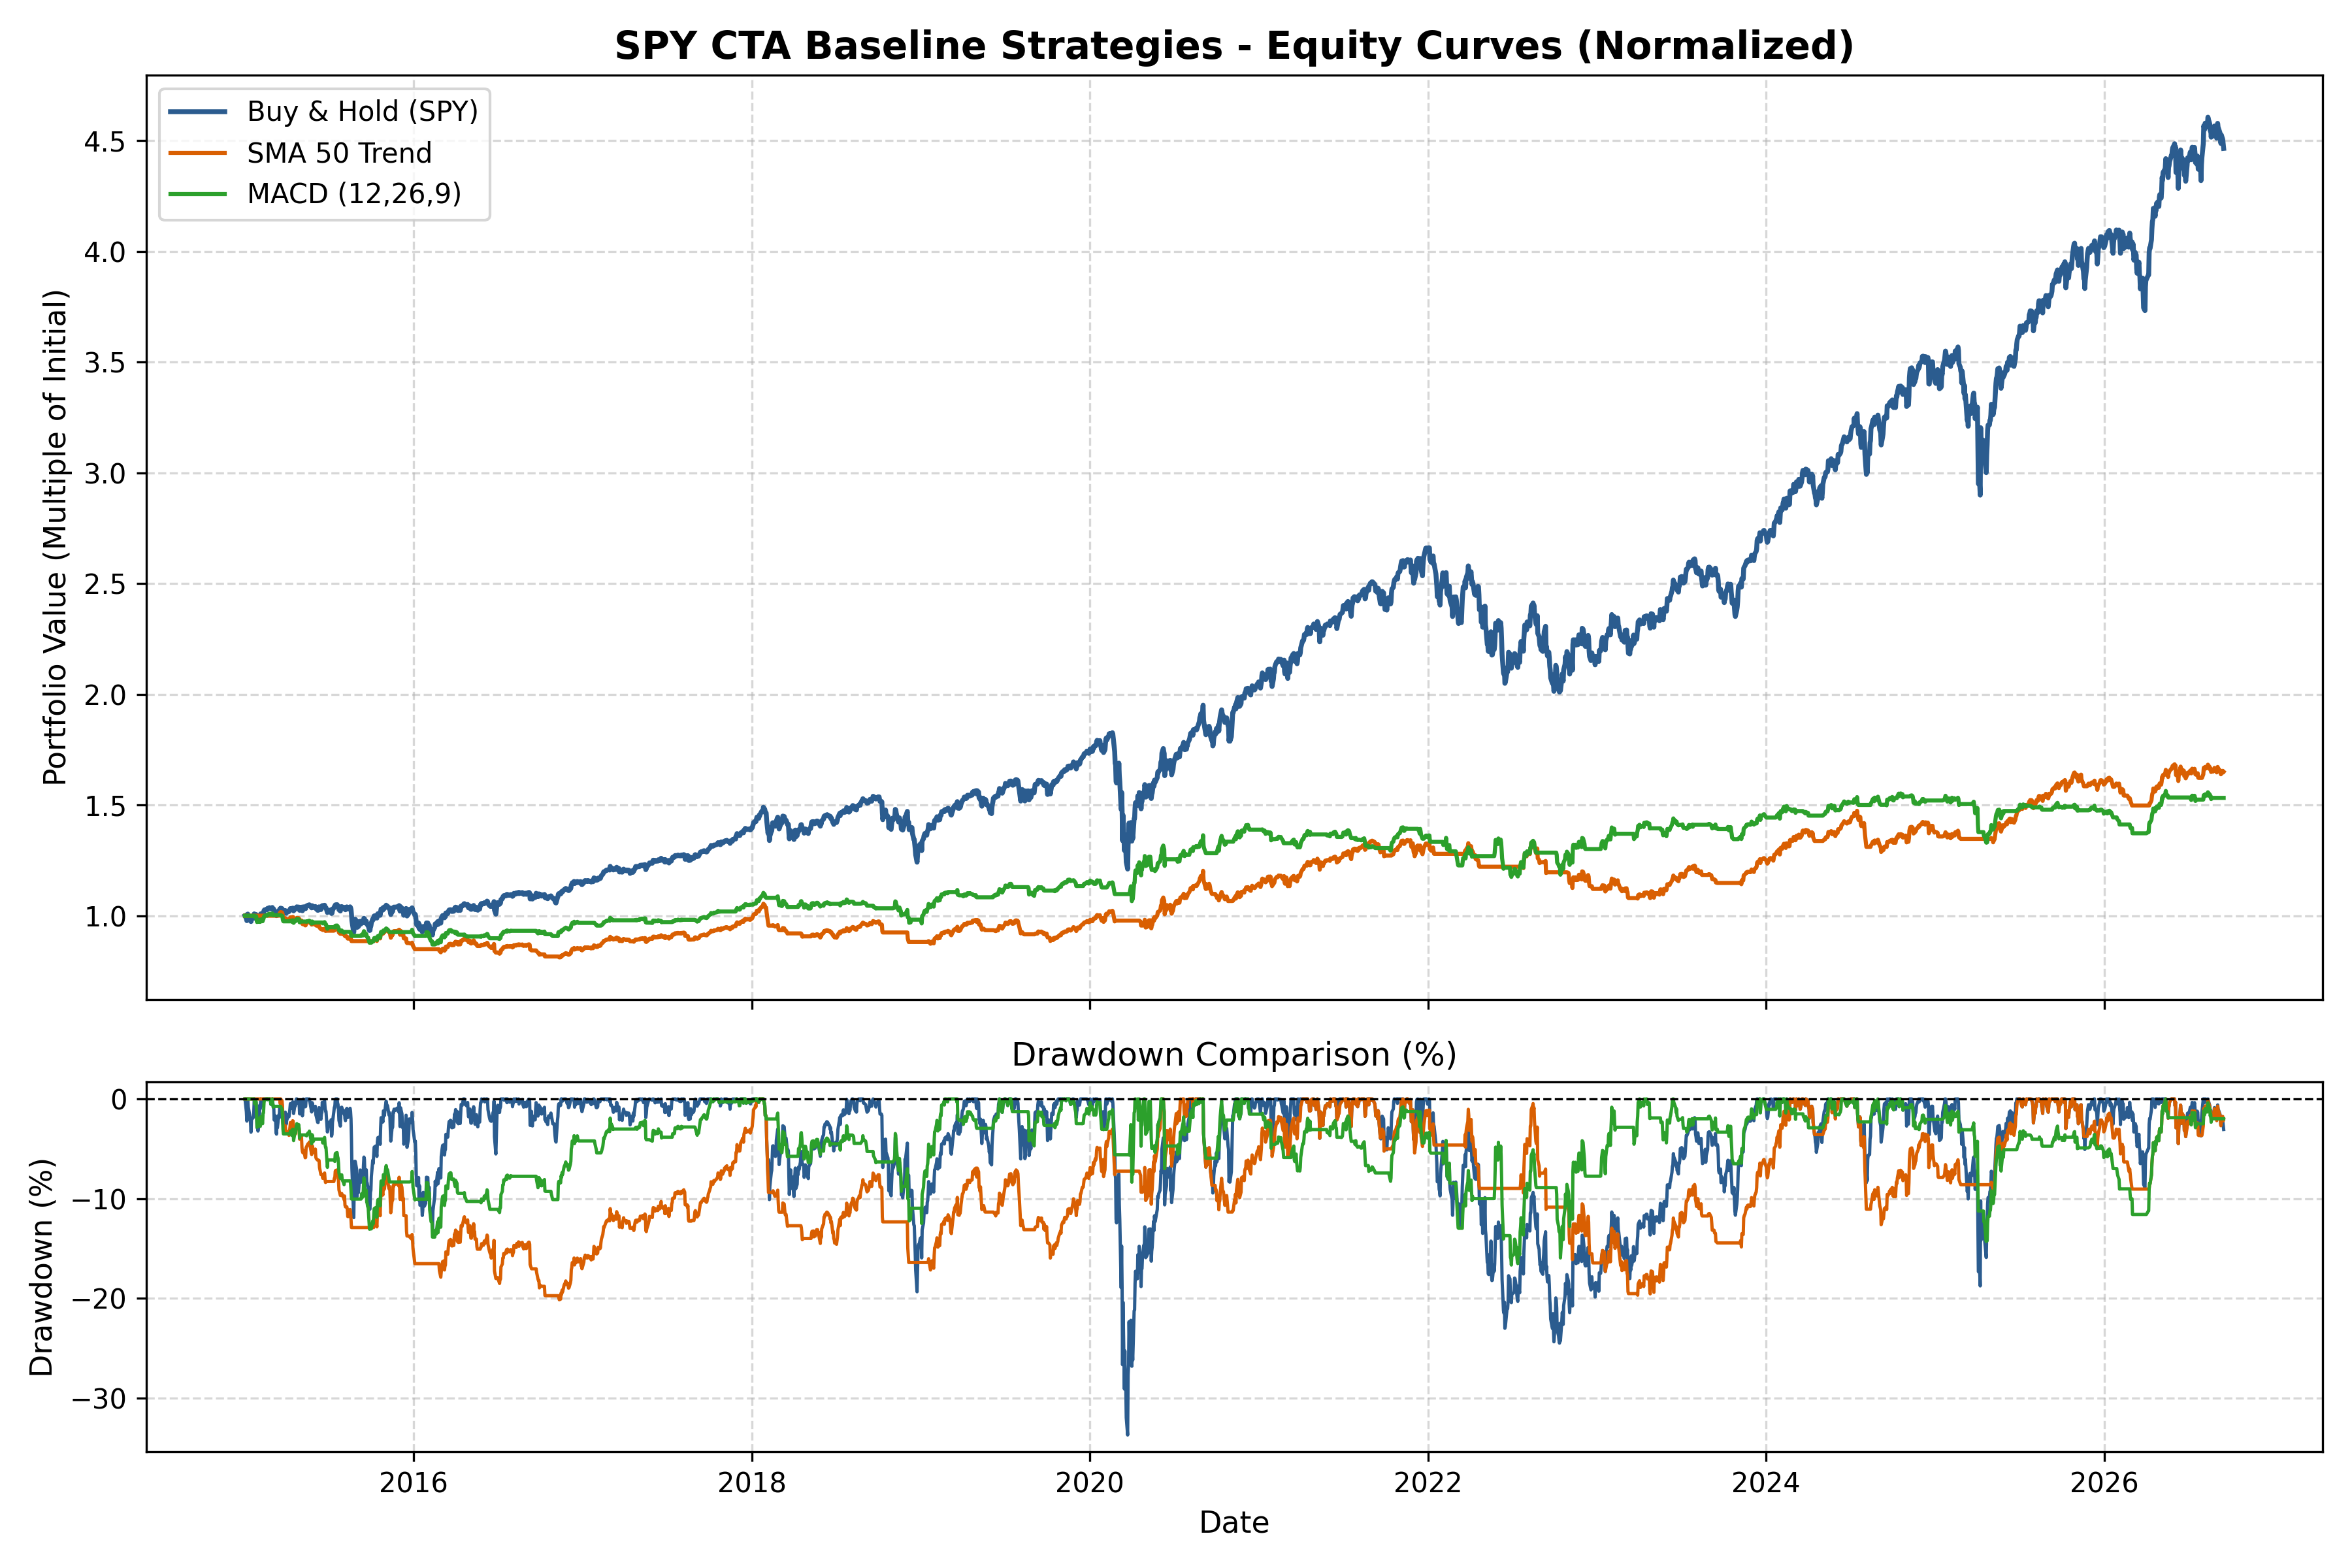 SPY CTA Baseline Strategies - Equity Curves (Normalized)
Buy & Hold (SPY)
SMA 50 Trend
MACD (12,26,9)
Portfolio Value (Multiple of Initial)
4.5
4.0
3.5
3.0
2.5
2.0
1.5
1.0
Drawdown Comparison (%)
Drawdown (%)
0
−10
−20
−30
2016 2018 2020 2022 2024 2026
Date